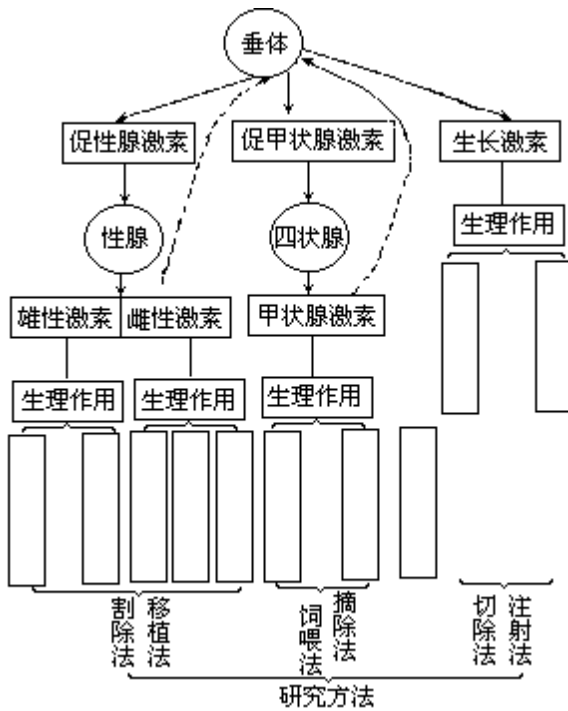 垂体
促性腺激素
促甲状腺激素
生长激素
性腺
四状腺
生理作用
雄性激素
雌性激素
甲状腺激素
生理作用
生理作用
生理作用
割除法
移植法
饲喂法
摘除法
切除法
注射法
研究方法